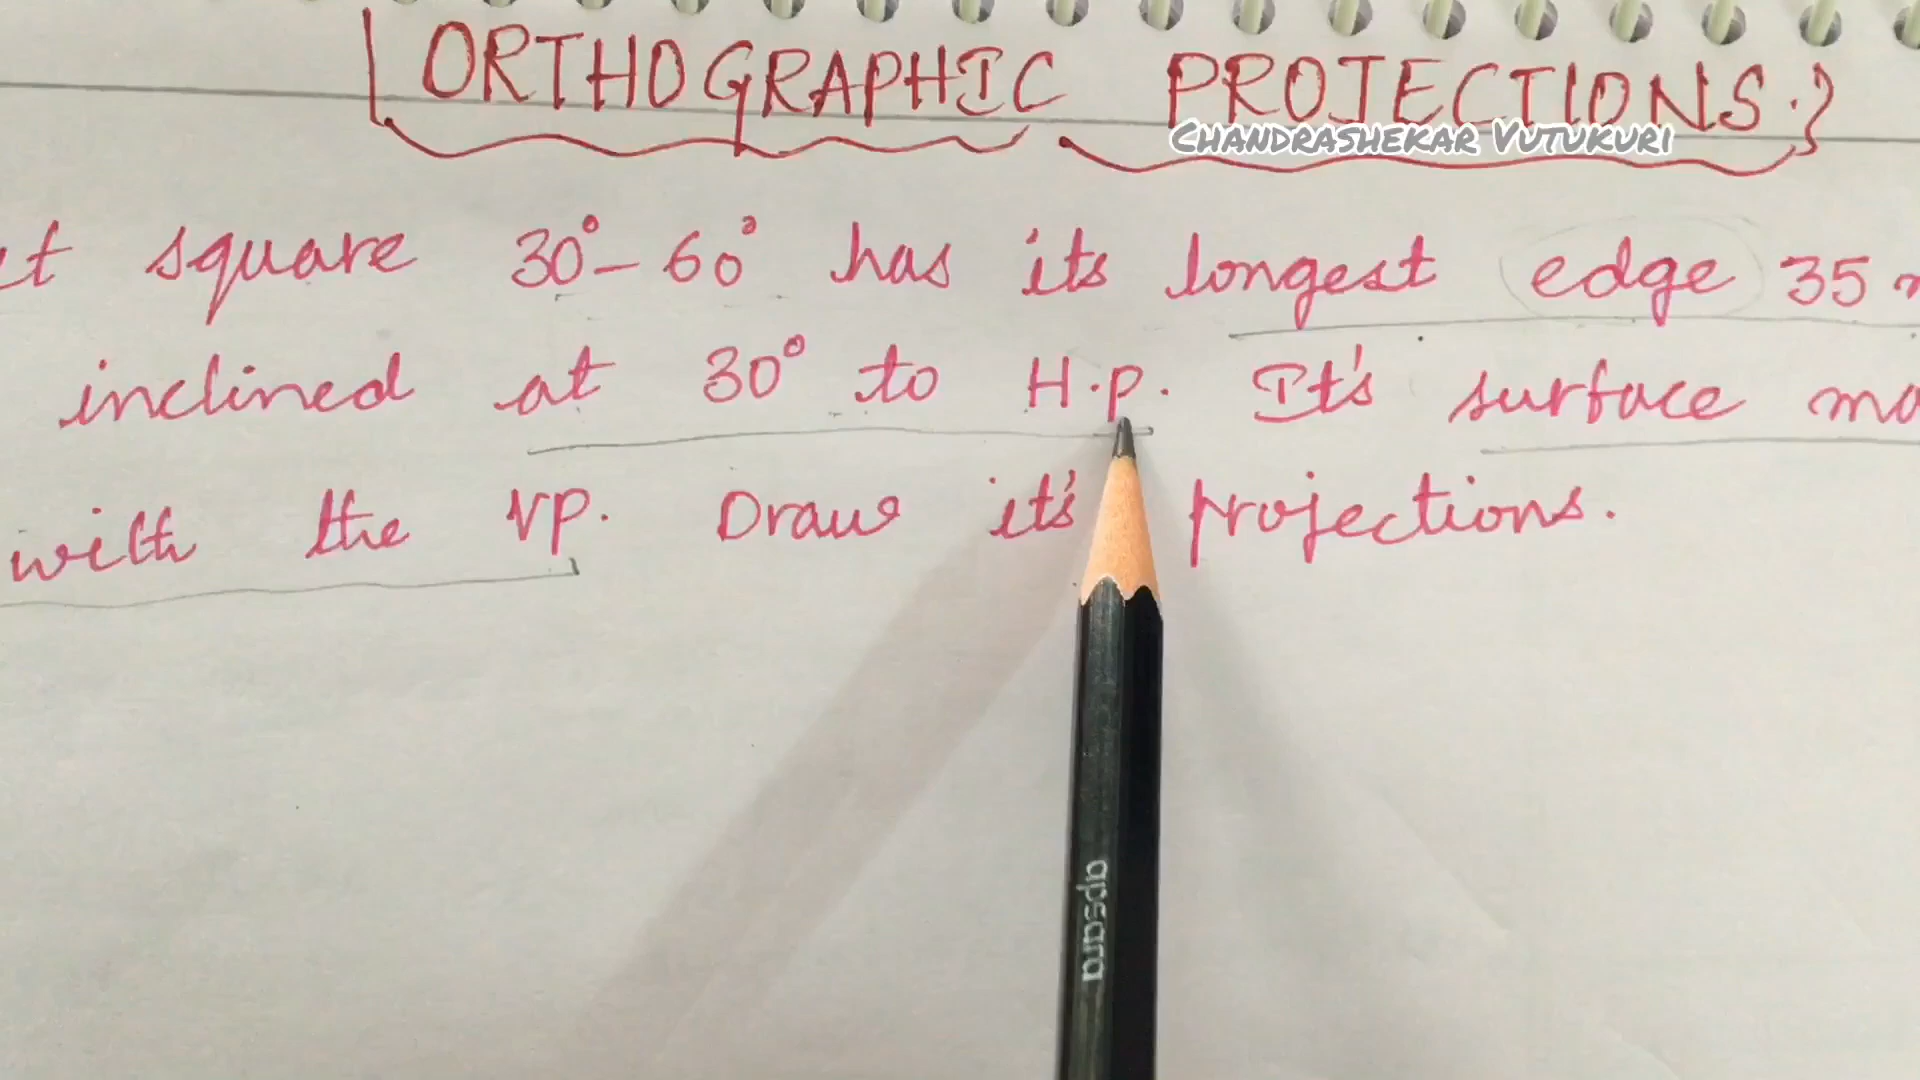 ORTHOGRAPHIC PROJECTIONS.
CHANDRASHEKAR VUTUKURI
square 30°-60° has its longest edge 35
inclined at 30° to H.P. It's surface
with the VP. Draw it's projections.
apsara